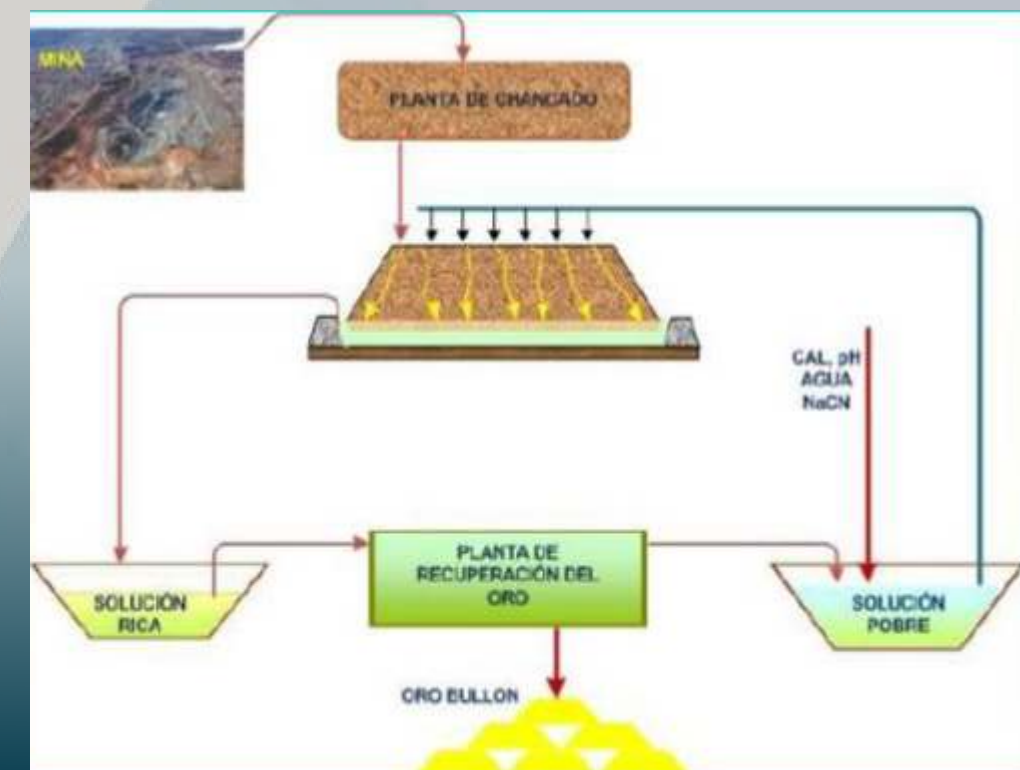 MINA
PLANTA DE CHANCADO
CAL, pH
AGUA
NaCN
SOLUCIÓN
RICA
PLANTA DE
RECUPERACIÓN DEL
ORO
SOLUCIÓN
POBRE
ORO BULLON